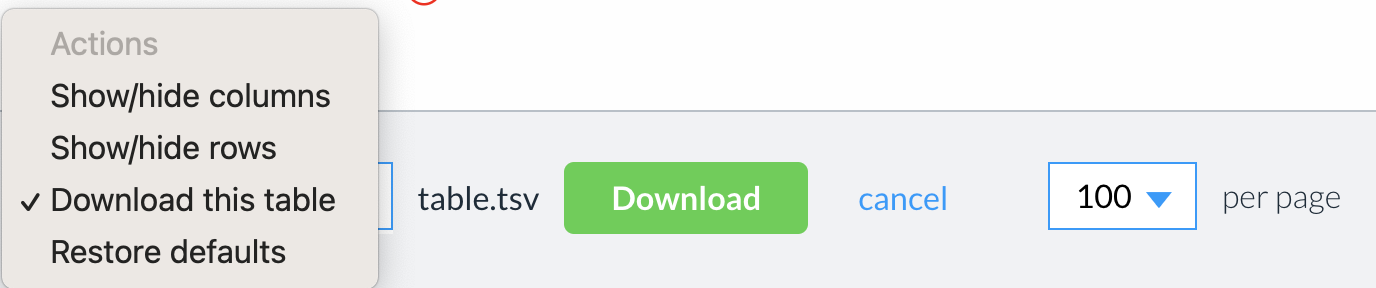 Actions
Show/hide columns
Show/hide rows
✓ Download this table
Restore defaults
table.tsv
Download
cancel
100
per page